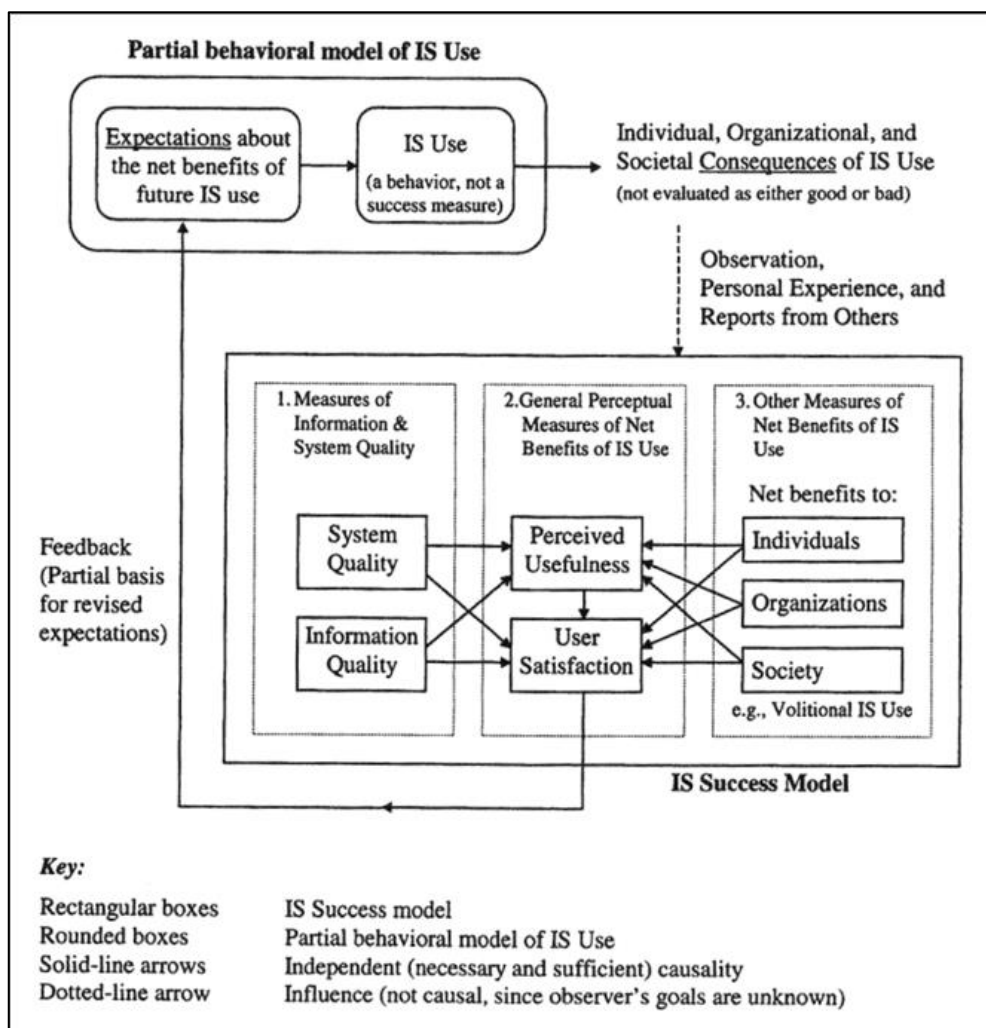 Partial behavioral model of IS Use
Expectations about
the net benefits of
future IS use
IS Use
(a behavior, not a
success measure)
Individual, Organizational, and
Societal Consequences of IS Use
(not evaluated as either good or bad)
Observation,
Personal Experience, and
Reports from Others
1. Measures of
Information &
System Quality
2.General Perceptual
Measures of Net
Benefits of IS Use
3. Other Measures of
Net Benefits of IS
Use
Net benefits to:
System
Quality
Information
Quality
Perceived
Usefulness
User
Satisfaction
Individuals
Organizations
Society
e.g., Volitional IS Use
IS Success Model
Feedback
(Partial basis
for revised
expectations)
Key:
Rectangular boxes IS Success model
Rounded boxes Partial behavioral model of IS Use
Solid-line arrows Independent (necessary and sufficient) causality
Dotted-line arrow Influence (not causal, since observer's goals are unknown)